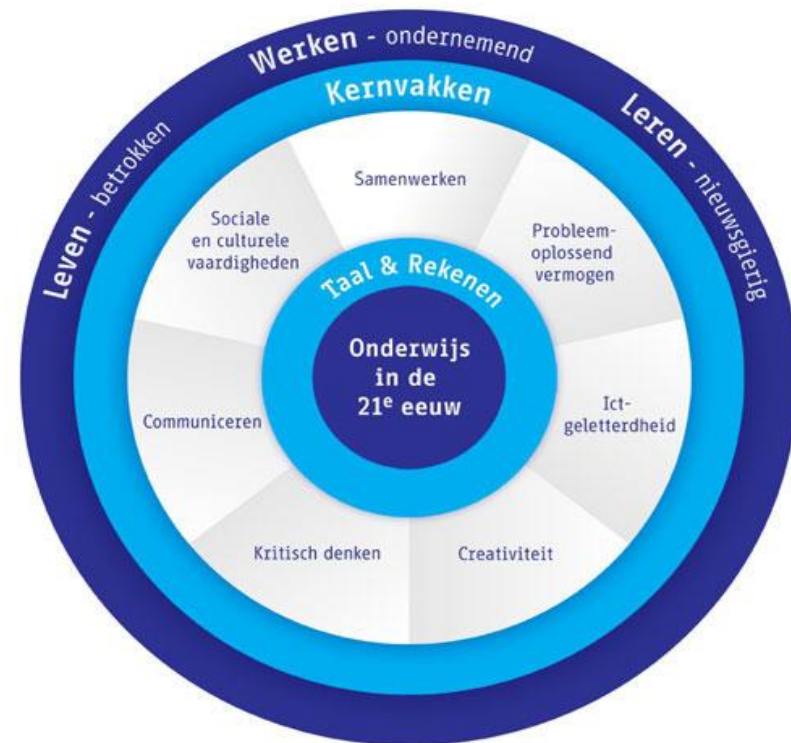 Werken - ondernemend
Leven - betrokken
Leren - nieuwsgierig
Kernvakken
Samenwerken
Probleem-
oplossend
vermogen
Ict-
geletterdheid
Creativiteit
Kritisch denken
Communiceren
Sociale
en culturele
vaardigheden
Taal & Rekenen
Onderwijs
in de
21e eeuw